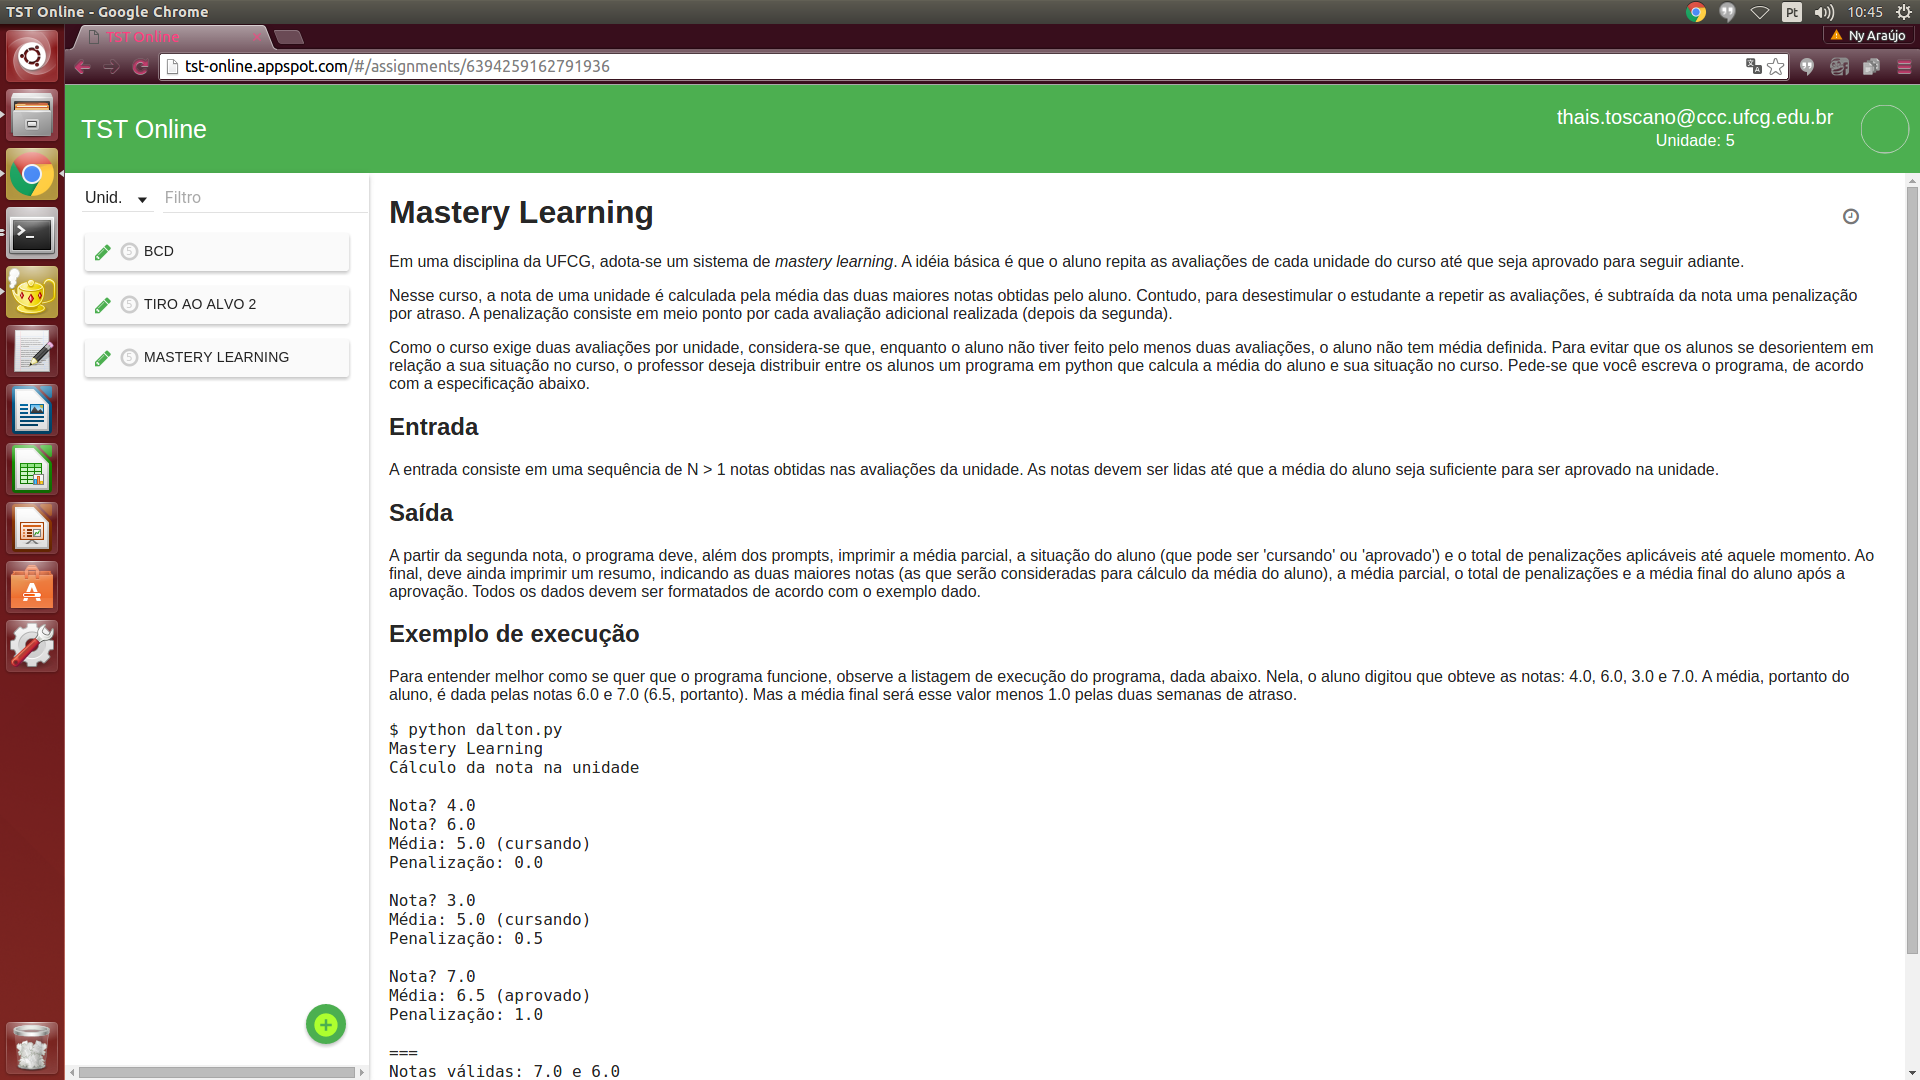 TST Online - Google Chrome
Pt
10:45
TST Online
Ny Araújo
tst-online.appspot.com/#/assignments/6394259162791936
TST Online
thais.toscano@ccc.ufcg.edu.br
Unidade: 5
Unid.
Filtro
5 BCD
5 TIRO AO ALVO 2
5 MASTERY LEARNING
Mastery Learning
Em uma disciplina da UFCG, adota-se um sistema de mastery learning. A idéia básica é que o aluno repita as avaliações de cada unidade do curso até que seja aprovado para seguir adiante.
Nesse curso, a nota de uma unidade é calculada pela média das duas maiores notas obtidas pelo aluno. Contudo, para desestimular o estudante a repetir as avaliações, é subtraída da nota uma penalização
por atraso. A penalização consiste em meio ponto por cada avaliação adicional realizada (depois da segunda).
Como o curso exige duas avaliações por unidade, considera-se que, enquanto o aluno não tiver feito pelo menos duas avaliações, o aluno não tem média definida. Para evitar que os alunos se desorientem em
relação a sua situação no curso, o professor deseja distribuir entre os alunos um programa em python que calcula a média do aluno e sua situação no curso. Pede-se que você escreva o programa, de acordo
com a especificação abaixo.
Entrada
A entrada consiste em uma sequência de N > 1 notas obtidas nas avaliações da unidade. As notas devem ser lidas até que a média do aluno seja suficiente para ser aprovado na unidade.
Saída
A partir da segunda nota, o programa deve, além dos prompts, imprimir a média parcial, a situação do aluno (que pode ser 'cursando' ou 'aprovado') e o total de penalizações aplicáveis até aquele momento. Ao
final, deve ainda imprimir um resumo, indicando as duas maiores notas (as que serão consideradas para cálculo da média do aluno), a média parcial, o total de penalizações e a média final do aluno após a
aprovação. Todos os dados devem ser formatados de acordo com o exemplo dado.
Exemplo de execução
Para entender melhor como se quer que o programa funcione, observe a listagem de execução do programa, dada abaixo. Nela, o aluno digitou que obteve as notas: 4.0, 6.0, 3.0 e 7.0. A média, portanto do
aluno, é dada pelas notas 6.0 e 7.0 (6.5, portanto). Mas a média final será esse valor menos 1.0 pelas duas semanas de atraso.
$ python dalton.py
Mastery Learning
Cálculo da nota na unidade
Nota? 4.0
Nota? 6.0
Média: 5.0 (cursando)
Penalização: 0.0
Nota? 3.0
Média: 5.0 (cursando)
Penalização: 0.5
Nota? 7.0
Média: 6.5 (aprovado)
Penalização: 1.0
===
Notas válidas: 7.0 e 6.0